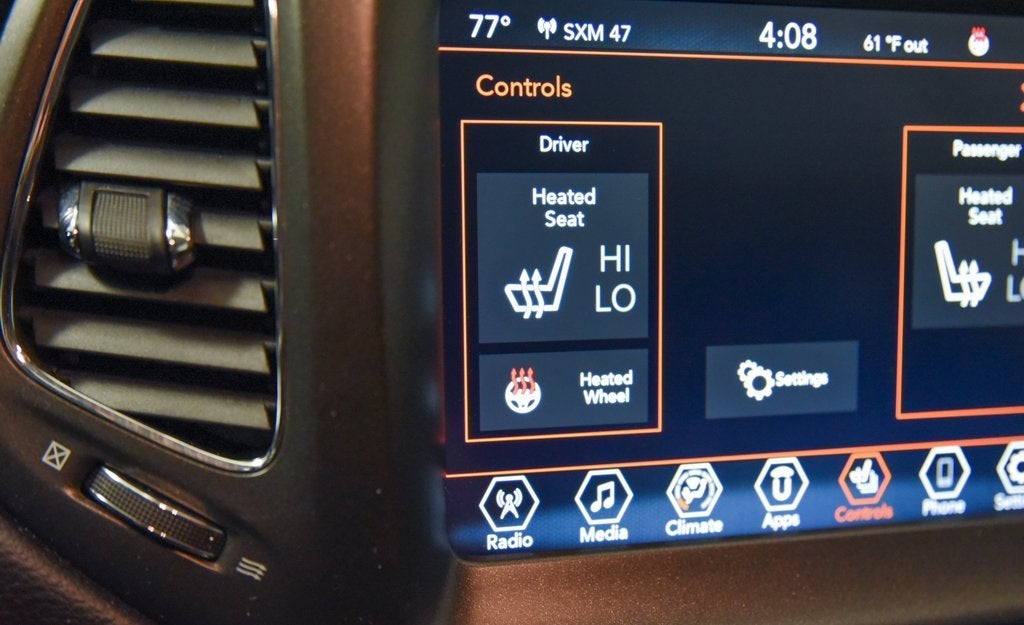 77° SXM 47 4:08 61 °F out
Controls
Driver
Passenger
Heated
Seat
HI
LO
Heated
Seat
Heated
Wheel
Settings
Radio
Media
Climate
Apps
Controls
Phone